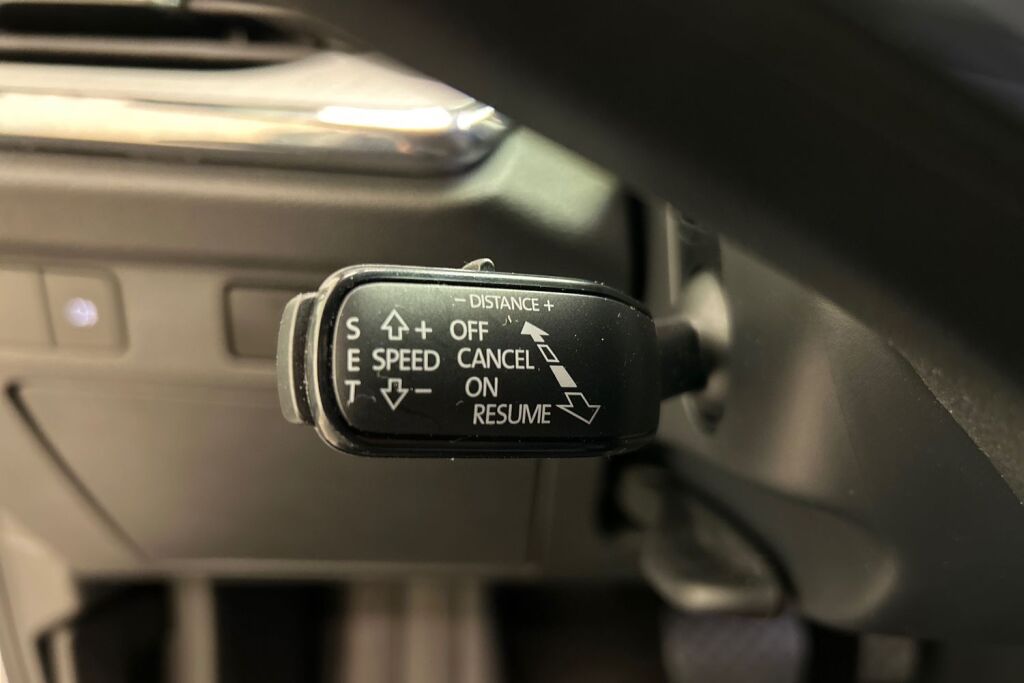 - DISTANCE +
S
E
T
+
SPEED
-
OFF
CANCEL
ON
RESUME